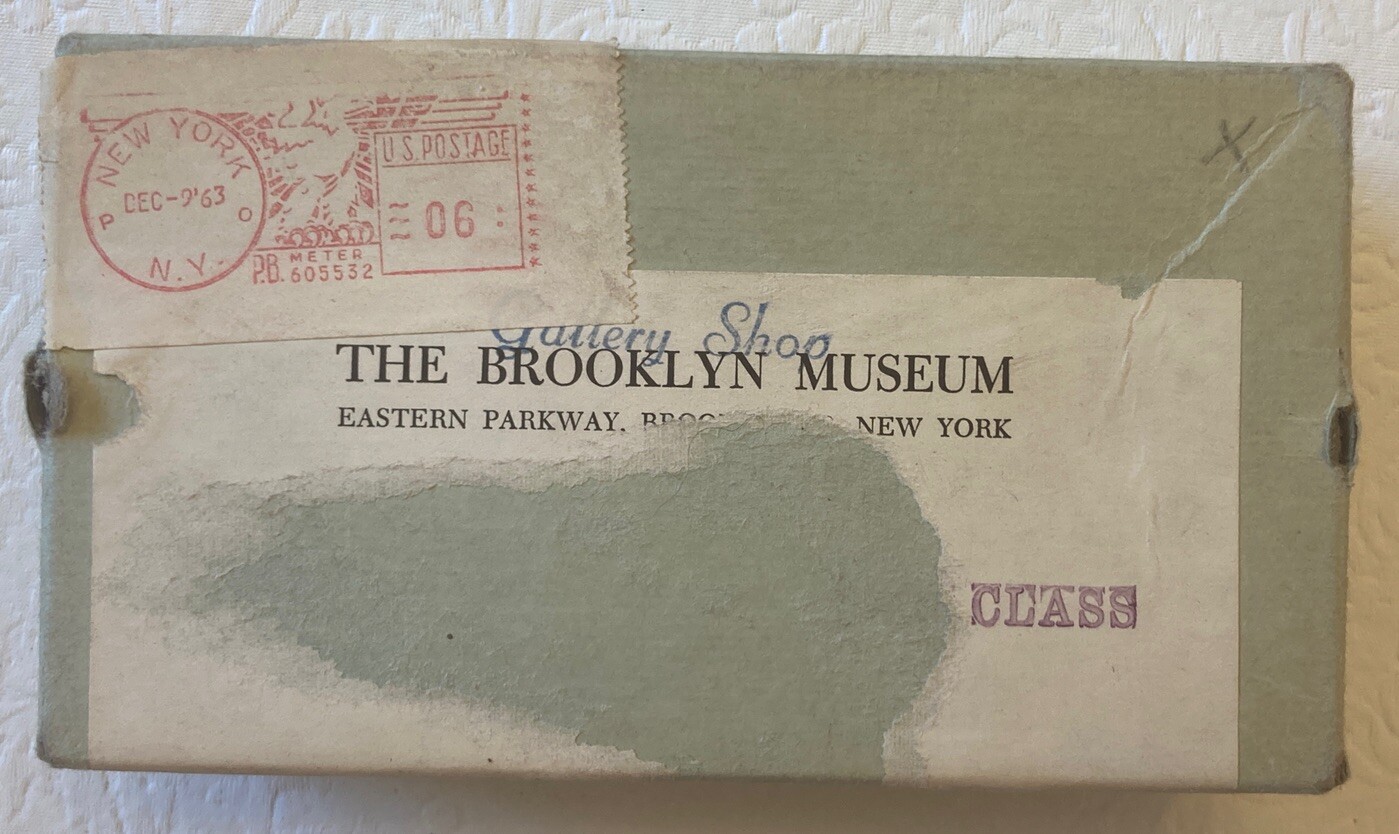 NEW YORK
DEC-9'63
P O
N.Y.
P.B. METER
605532
U.S. POSTAGE
06
Gallery Shop
THE BROOKLYN MUSEUM
EASTERN PARKWAY, NEW YORK
CLASS
X